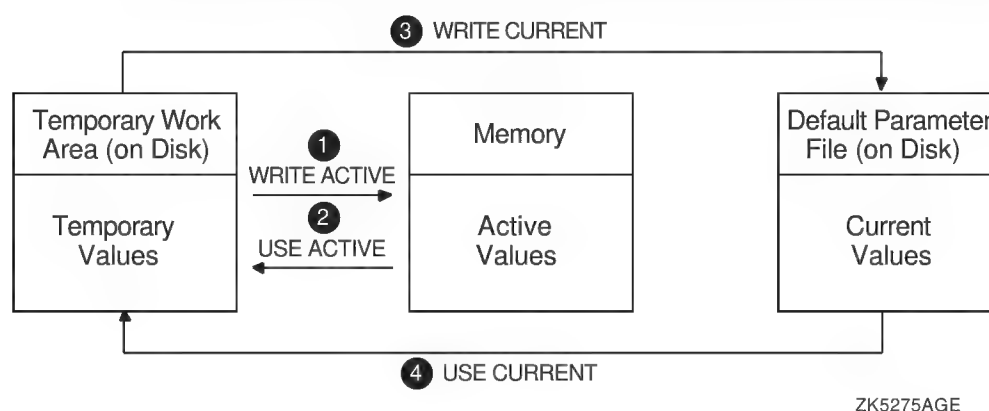 3 WRITE CURRENT
Temporary Work
Area (on Disk)
Temporary
Values
1
WRITE ACTIVE
2
USE ACTIVE
Memory
Active
Values
Default Parameter
File (on Disk)
Current
Values
4 USE CURRENT
ZK5275AGE